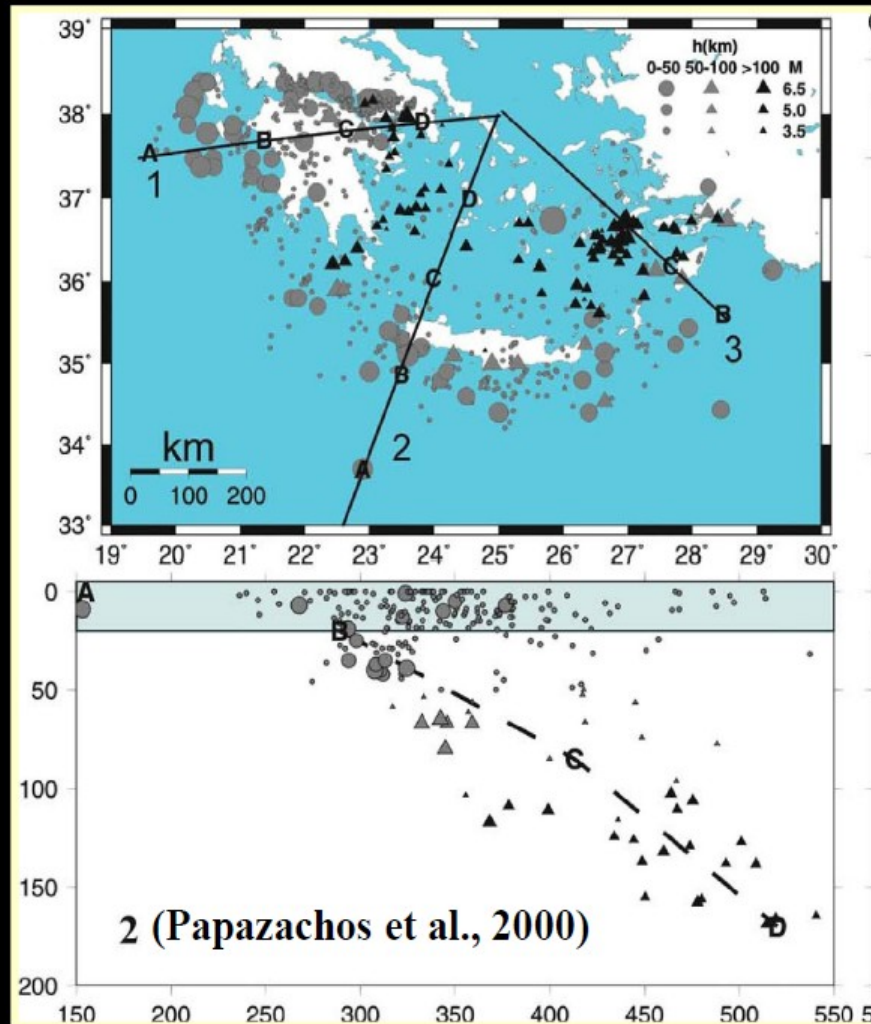 39°
38°
37°
36°
35°
34°
33°
h(km)
0-50 50-100 >100 M
6.5
5.0
3.5
A B C D
1
D
C
B
A
2
C
B
3
km
0 100 200
19° 20° 21° 22° 23° 24° 25° 26° 27° 28° 29° 30°
0
50
100
150
200
A
B
C
D
2 (Papazachos et al., 2000)
150 200 250 300 350 400 450 500 550